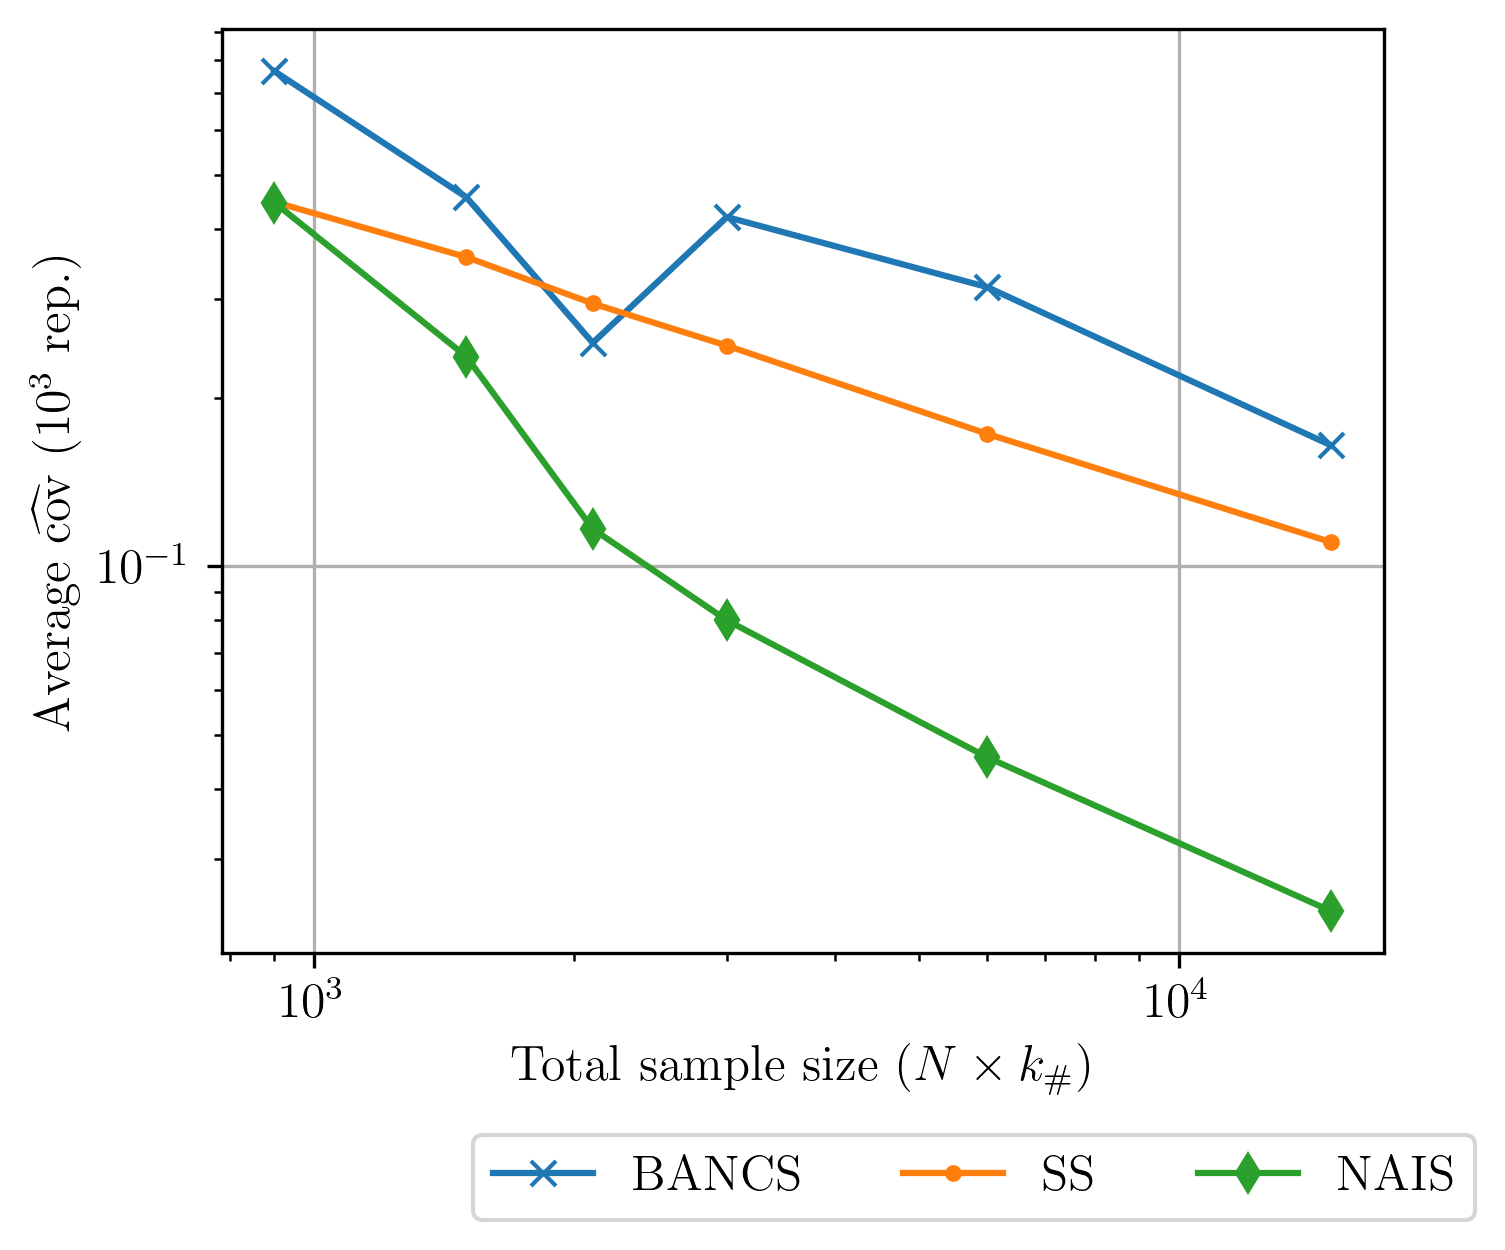 Average $\widehat{\mathrm{cov}}$ ($10^3$ rep.)
$10^{-1}$
$10^3$ $10^4$
Total sample size ($N \times k_{\#}$)
BANCS SS NAIS